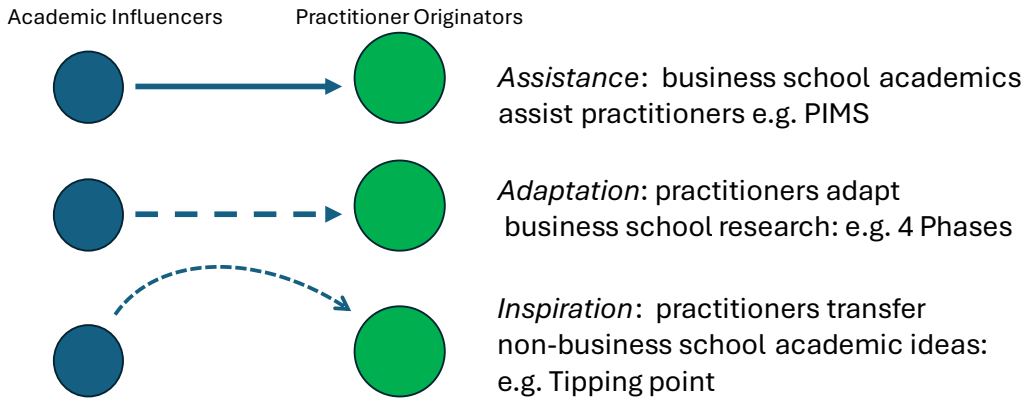 Academic Influencers
Practitioner Originators
Assistance: business school academics
assist practitioners e.g. PIMS
Adaptation: practitioners adapt
business school research: e.g. 4 Phases
Inspiration: practitioners transfer
non-business school academic ideas:
e.g. Tipping point